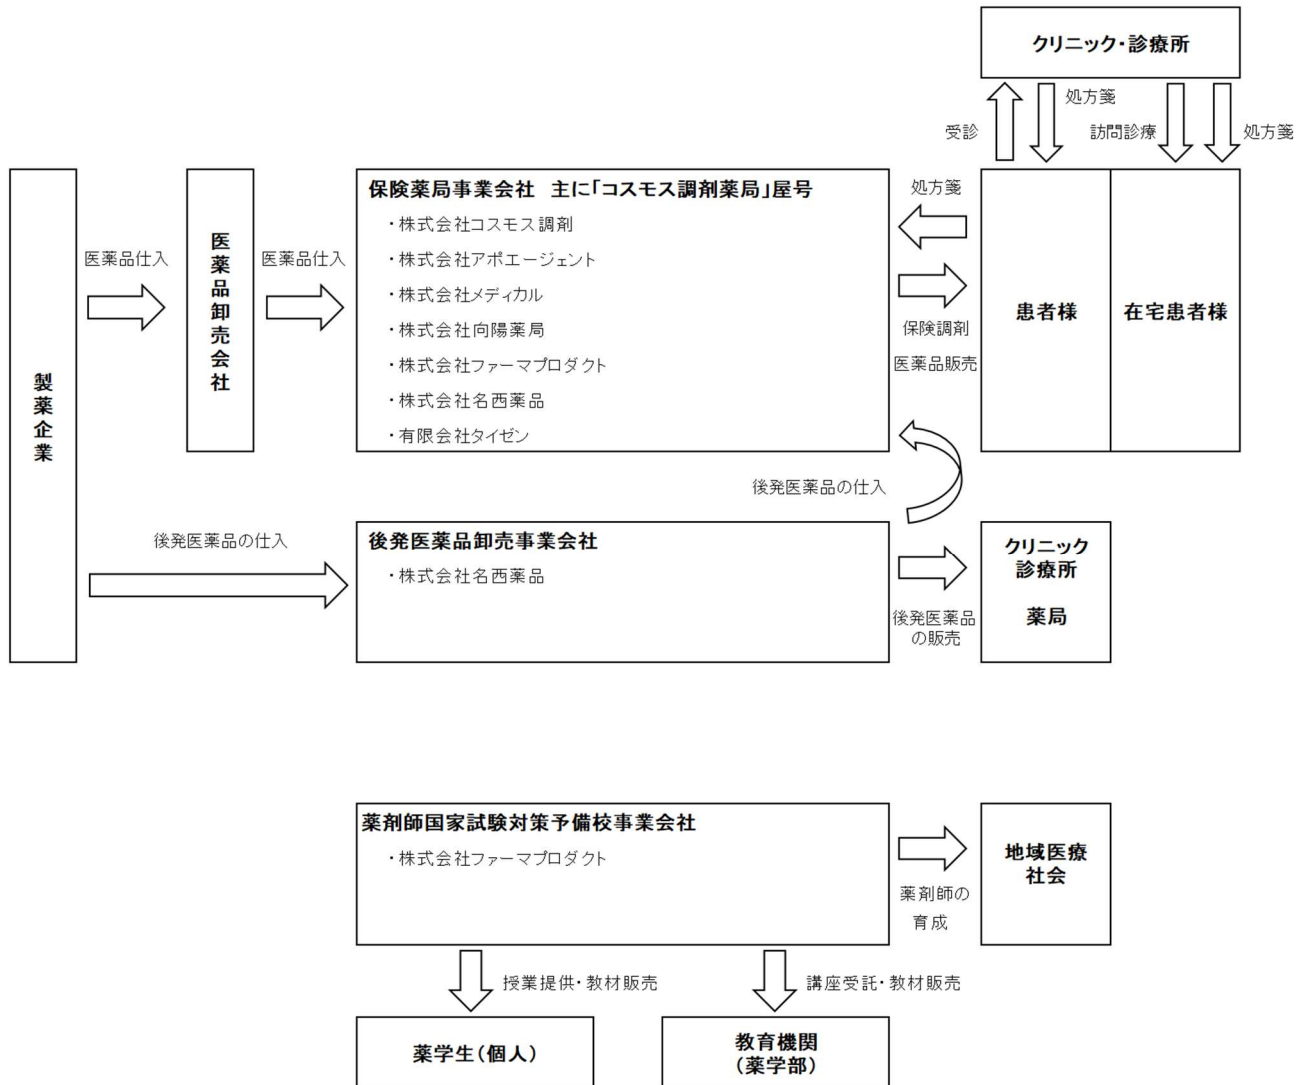 クリニック・診療所
受診
処方箋
訪問診療
処方箋
製薬企業
医薬品仕入
医薬品卸売会社
医薬品仕入
保険薬局事業会社　主に「コスモス調剤薬局」屋号
・株式会社コスモス調剤
・株式会社アポエージェント
・株式会社メディカル
・株式会社向陽薬局
・株式会社ファーマプロダクト
・株式会社名西薬品
・有限会社タイゼン
処方箋
保険調剤
医薬品販売
患者様
在宅患者様
後発医薬品の仕入
後発医薬品の仕入
後発医薬品卸売事業会社
・株式会社名西薬品
後発医薬品
の販売
クリニック
診療所
薬局
薬剤師国家試験対策予備校事業会社
・株式会社ファーマプロダクト
薬剤師の
育成
地域医療
社会
授業提供・教材販売
講座受託・教材販売
薬学生(個人)
教育機関
(薬学部)